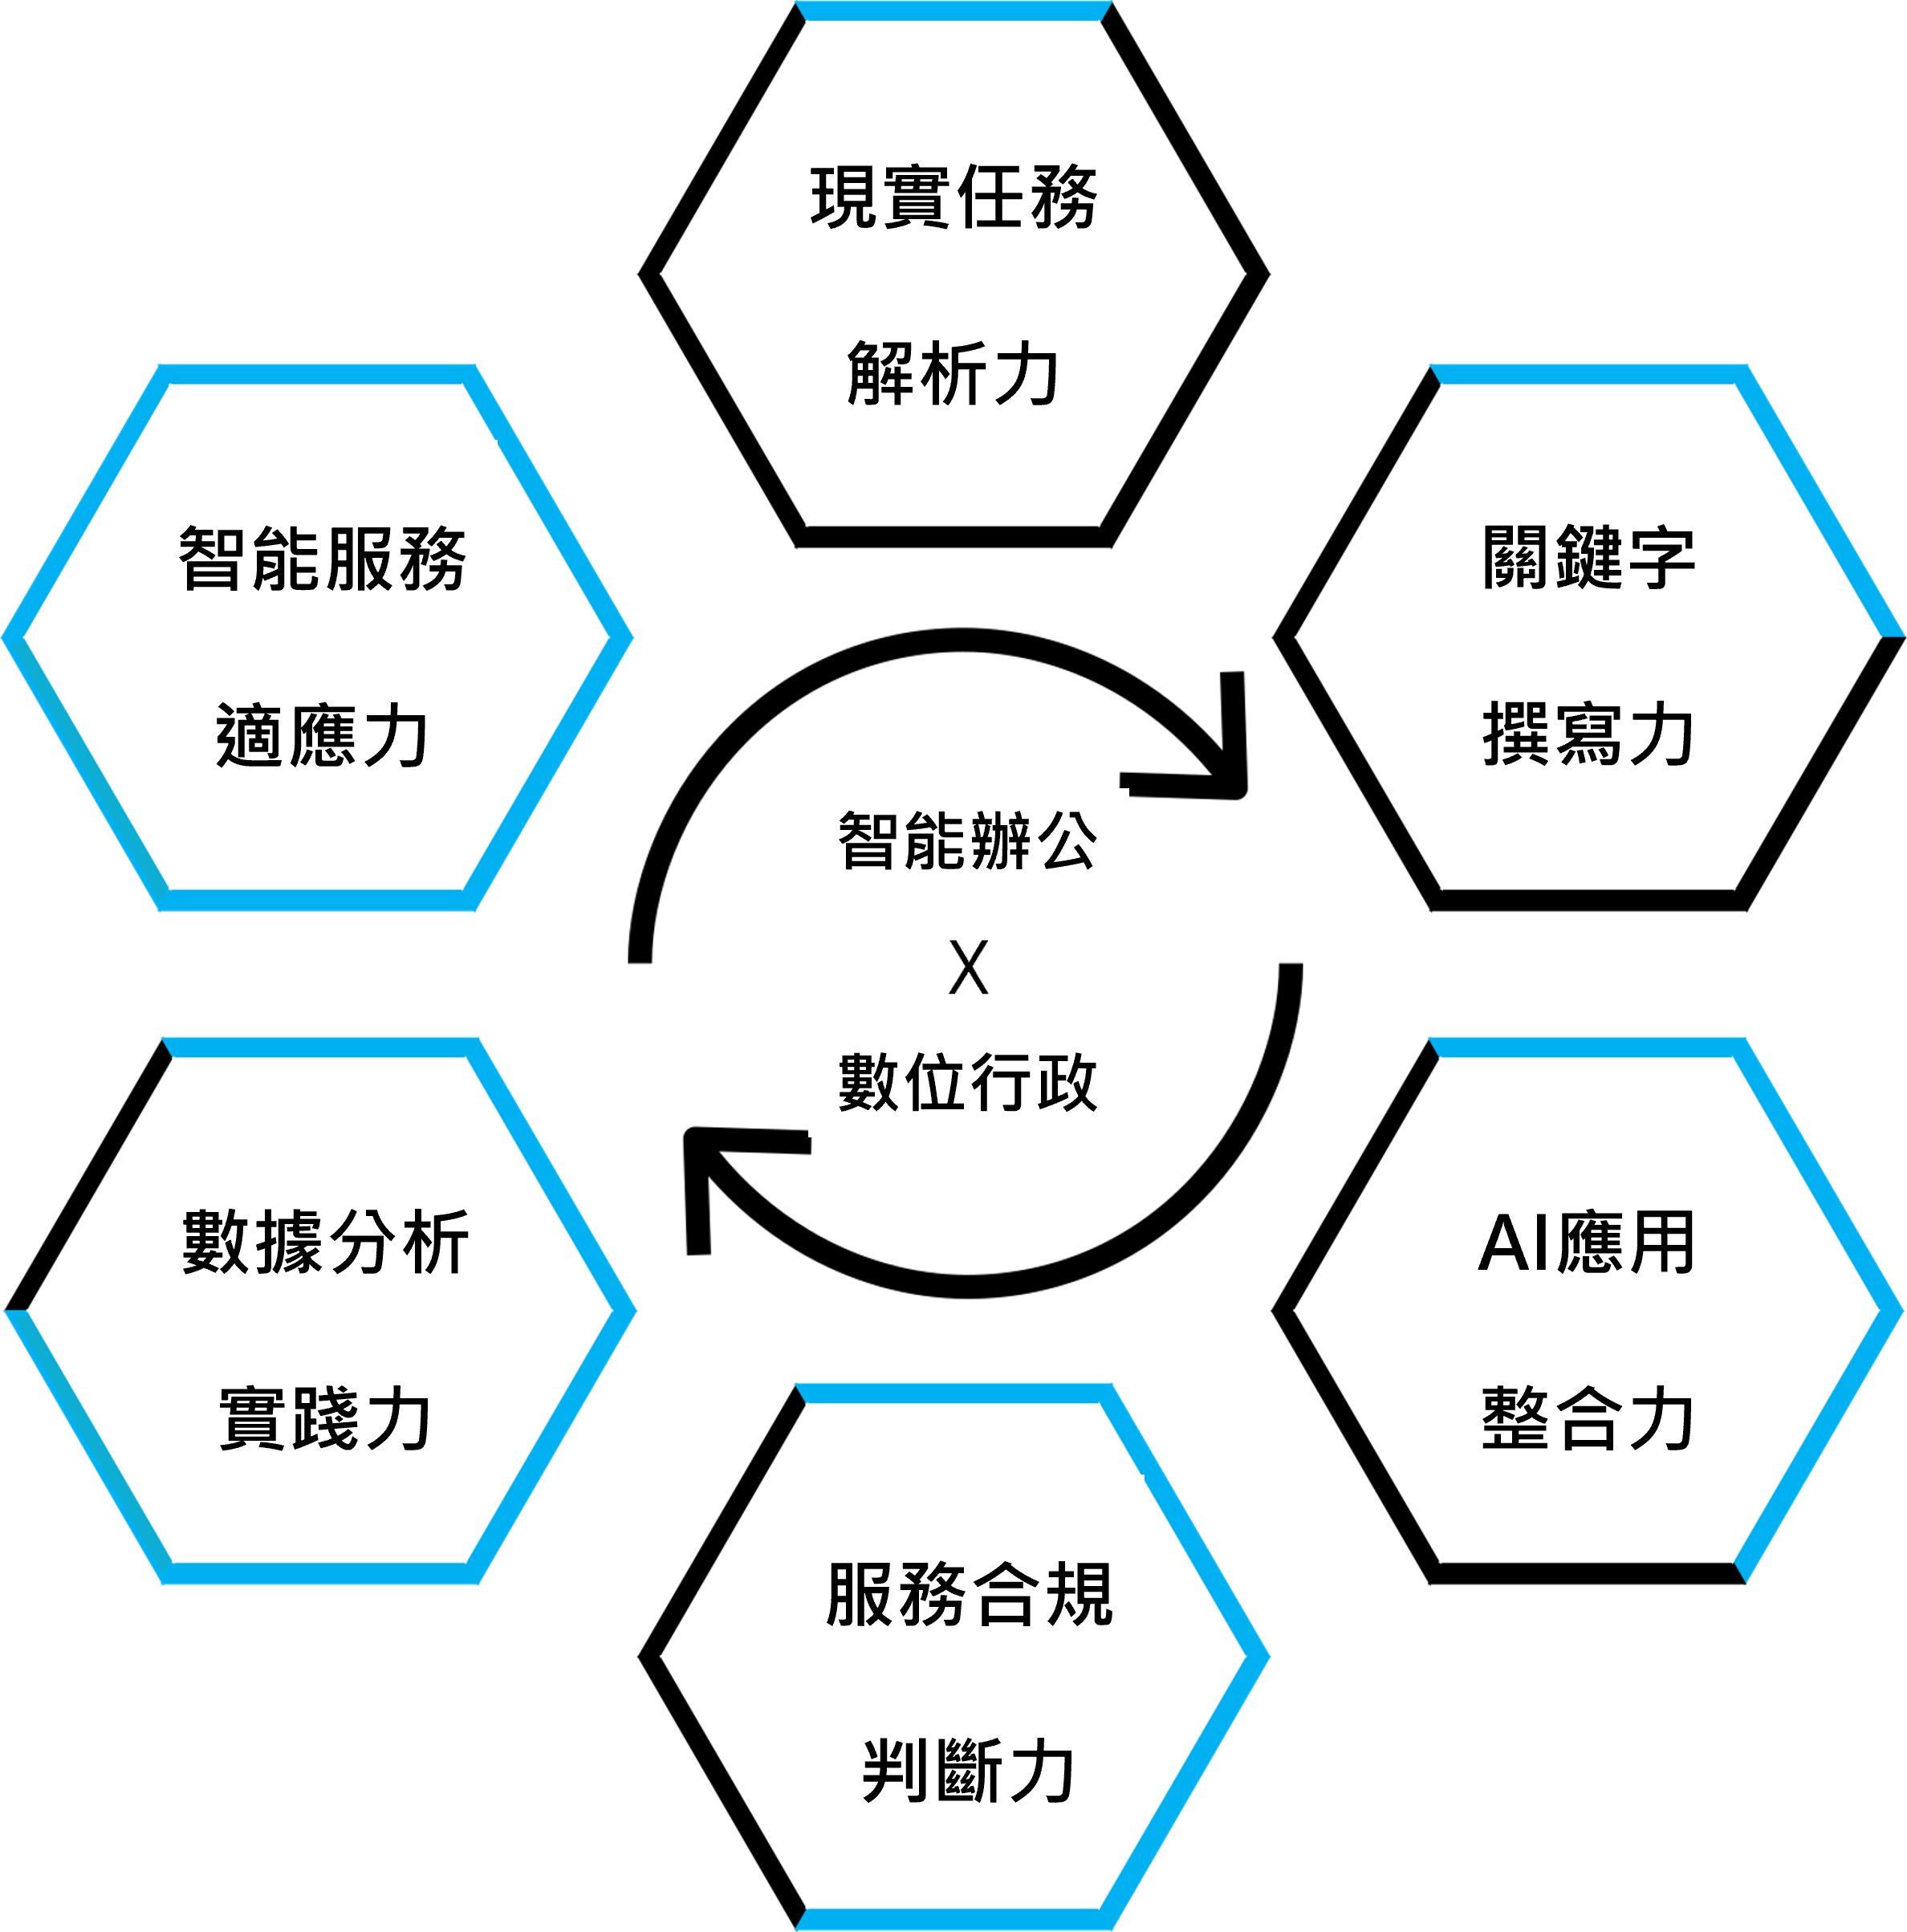 現實任務
解析力
關鍵字
撰寫力
AI應用
整合力
服務合規
判斷力
數據分析
實踐力
智能服務
適應力
智能辦公
X
數位行政